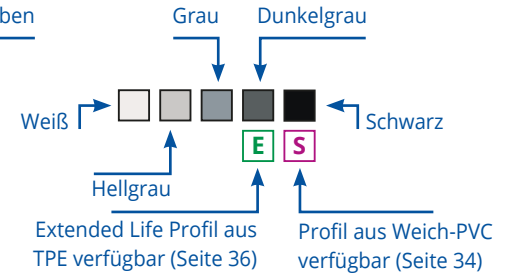 ben
Grau
Dunkelgrau
Weiß
Schwarz
E
S
Hellgrau
Extended Life Profil aus
TPE verfügbar (Seite 36)
Profil aus Weich-PVC
verfügbar (Seite 34)